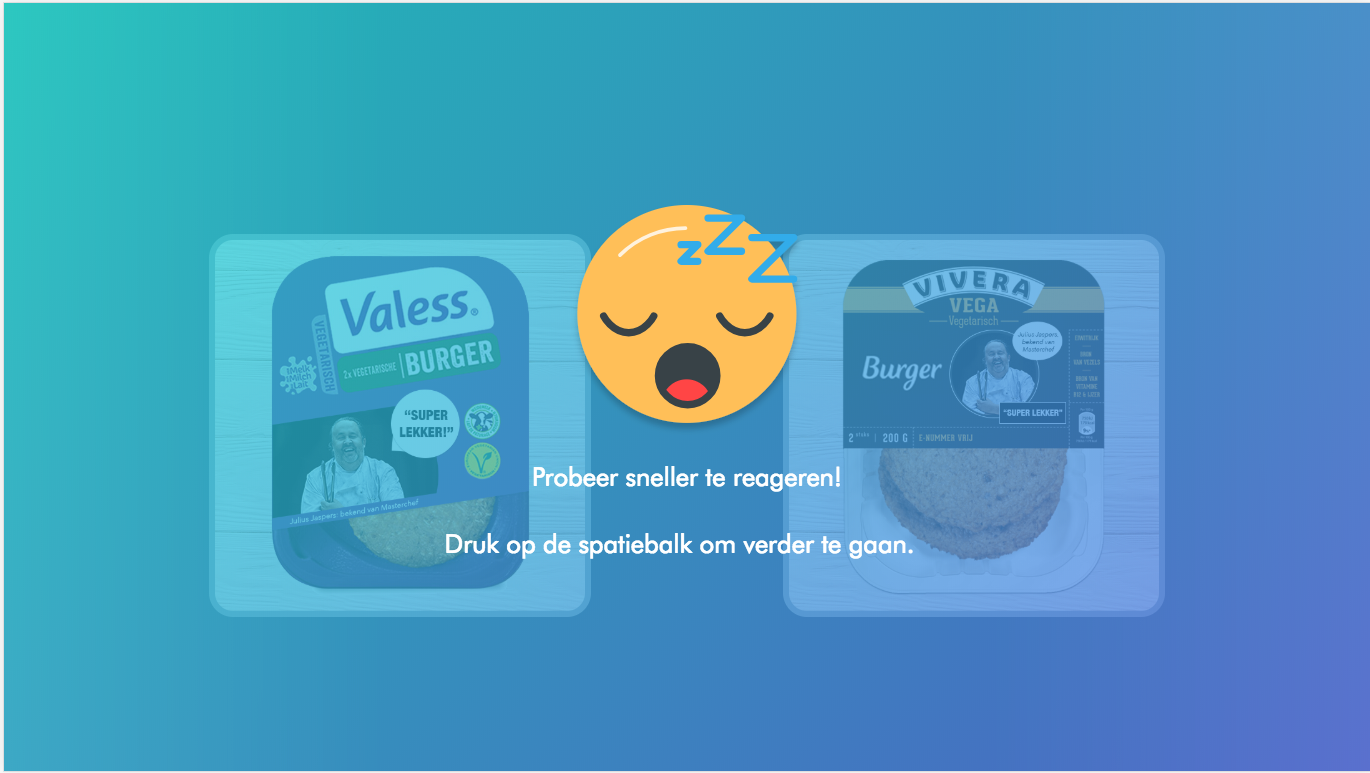 Valess®
VEGETARISCH
2x VEGETARISCHE
BURGER
Melk
Milch
Lait
"SUPER
LEKKER!"
Julius Jaspers: bekend van Masterchef
z Z Z
Probeer sneller te reageren!
Druk op de spatiebalk om verder te gaan.
VIVERA
VEGA
Vegetarisch
Burger
Julius Jaspers,
bekend van
Masterchef
"SUPER LEKKER"
2 stuks | 200 G
E-NUMMER VRIJ